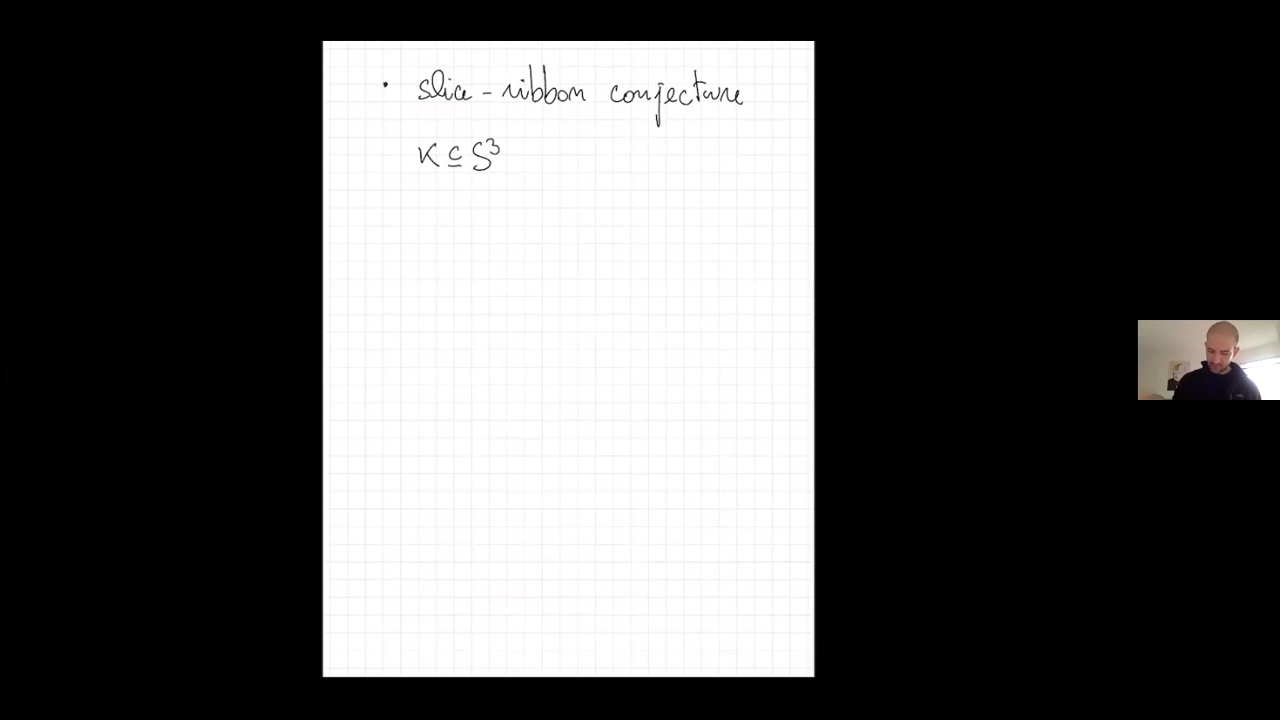 • slice - ribbon conjecture
K ⊆ S³